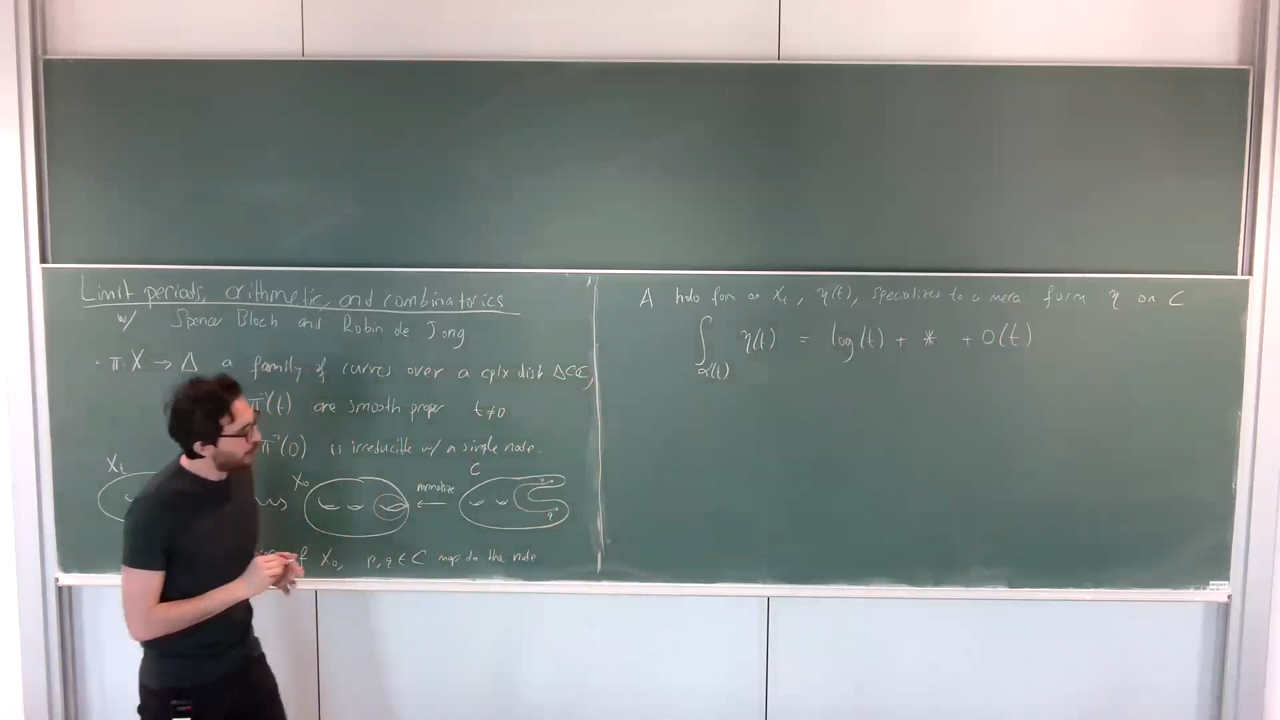 Limit periods, arithmetic, and combinatorics
w/ Spencer Bloch and Robin de Jong
· π: X → Δ a family of curves over a cplx disk Δ⊂ℂ,
π⁻¹(t) are smooth proper t≠0
π⁻¹(0) is irreducible w/ a single node.
X_t X_0 normalize C
p
q
of X_0, p, q ∈ C map to the node
A holo form on X_t, η(t), specializes to a mero. form η on C
∫_{α(t)} η(t) = log(t) + * + O(t)